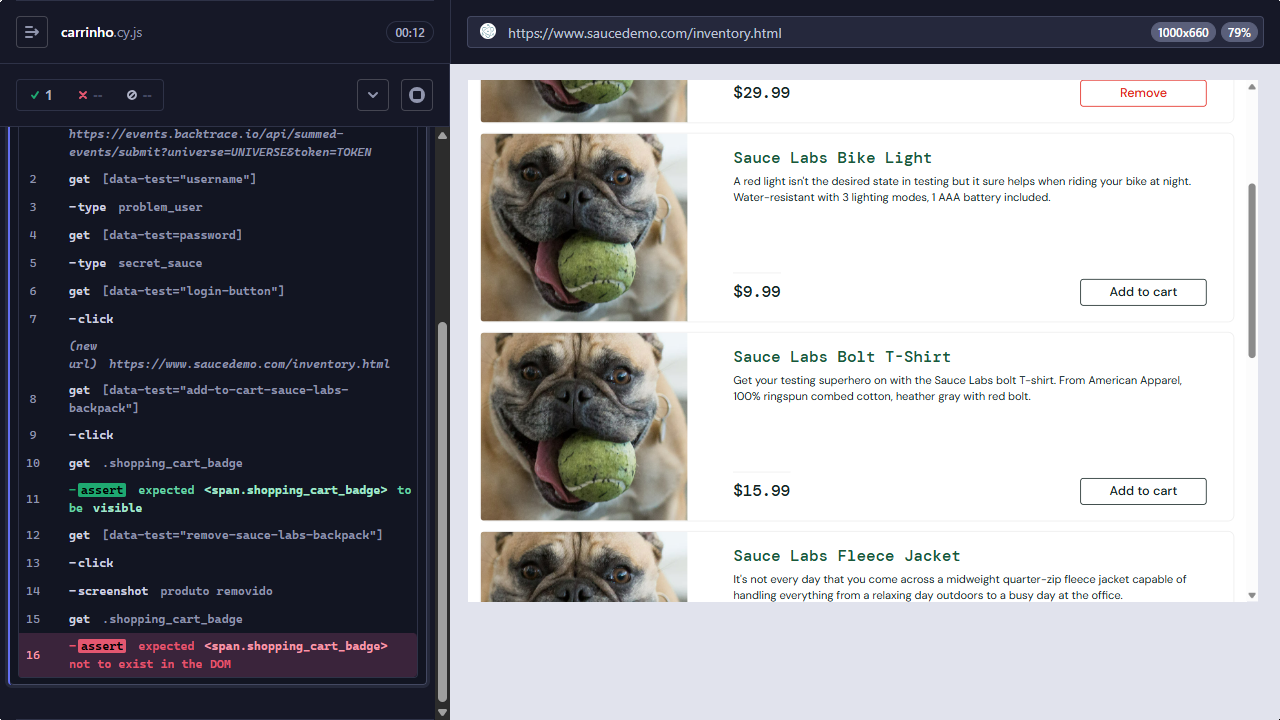 carrinho.cy.js
00:12
1
--
--
https://events.backtrace.io/api/summed-
events/submit?universe=UNIVERSE&token=TOKEN
2 get [data-test="username"]
3 -type problem_user
4 get [data-test=password]
5 -type secret_sauce
6 get [data-test="login-button"]
7 -click
(new
url) https://www.saucedemo.com/inventory.html
8 get [data-test="add-to-cart-sauce-labs-
backpack"]
9 -click
10 get .shopping_cart_badge
11 -assert expected <span.shopping_cart_badge> to
be visible
12 get [data-test="remove-sauce-labs-backpack"]
13 -click
14 -screenshot produto removido
15 get .shopping_cart_badge
16 -assert expected <span.shopping_cart_badge>
not to exist in the DOM
https://www.saucedemo.com/inventory.html
1000x660
79%
$29.99
Remove
Sauce Labs Bike Light
A red light isn't the desired state in testing but it sure helps when riding your bike at night.
Water-resistant with 3 lighting modes, 1 AAA battery included.
$9.99
Add to cart
Sauce Labs Bolt T-Shirt
Get your testing superhero on with the Sauce Labs bolt T-shirt. From American Apparel,
100% ringspun combed cotton, heather gray with red bolt.
$15.99
Add to cart
Sauce Labs Fleece Jacket
It's not every day that you come across a midweight quarter-zip fleece jacket capable of
handling everything from a relaxing day outdoors to a busy day at the office.